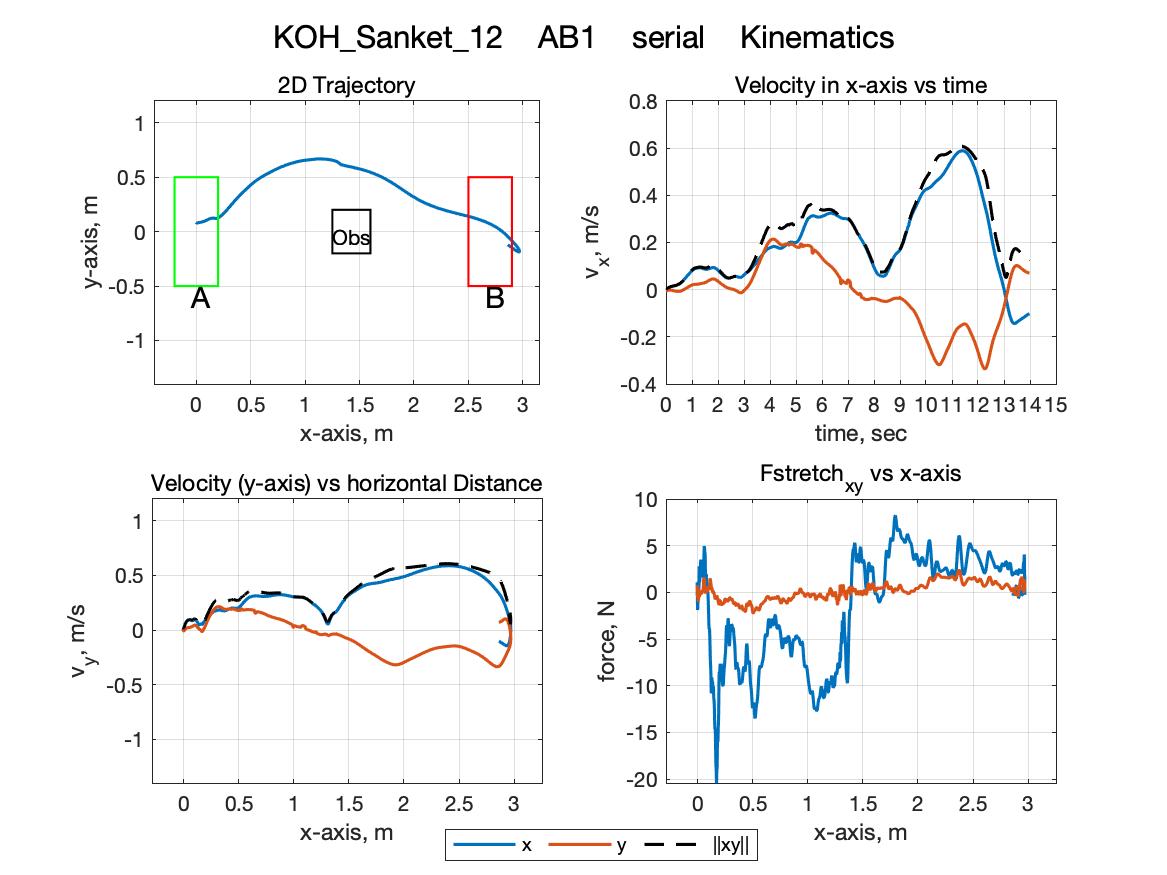 KOH_Sanket_12 AB1 serial Kinematics
2D Trajectory
1
0.5
0
-0.5
-1
y-axis, m
A
Obs
B
0 0.5 1 1.5 2 2.5 3
x-axis, m
Velocity in x-axis vs time
0.8
0.6
0.4
0.2
0
-0.2
-0.4
vx, m/s
0 1 2 3 4 5 6 7 8 9 10 11 12 13 14 15
time, sec
Velocity (y-axis) vs horizontal Distance
1
0.5
0
-0.5
-1
vy, m/s
0 0.5 1 1.5 2 2.5 3
x-axis, m
Fstretchxy vs x-axis
10
5
0
-5
-10
-15
-20
force, N
0 0.5 1 1.5 2 2.5 3
x-axis, m
x y ||xy||